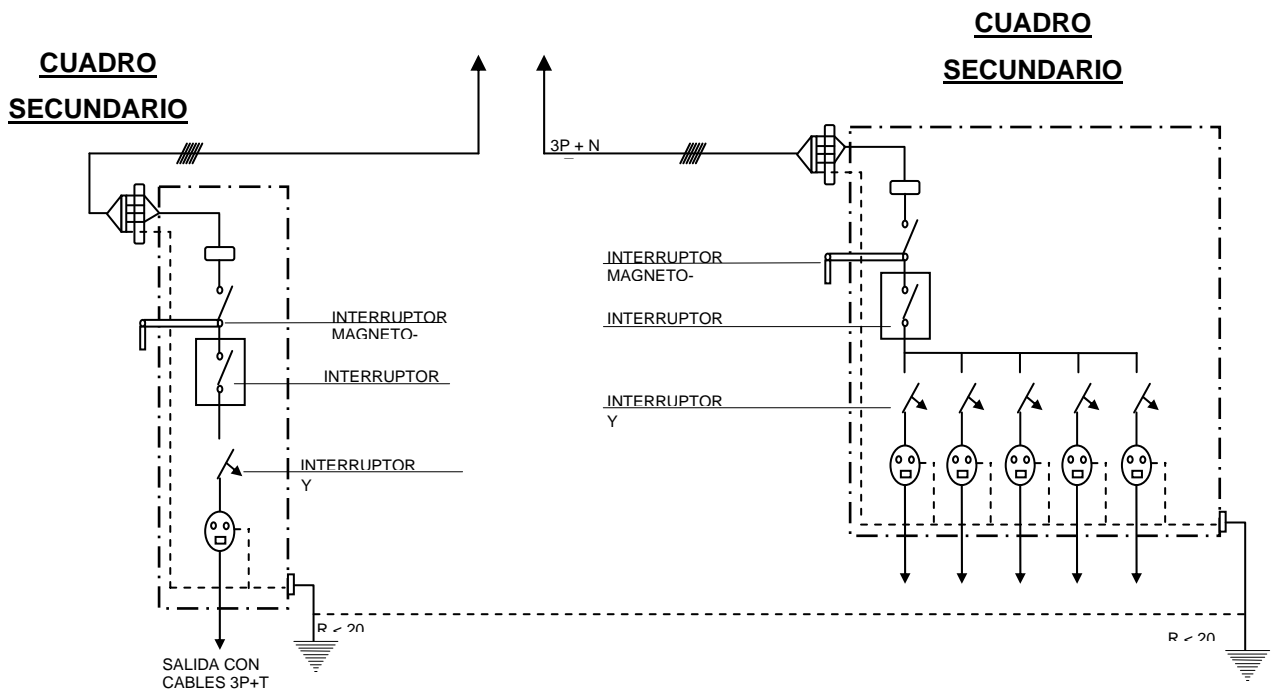 CUADRO
SECUNDARIO
CUADRO
SECUNDARIO
3P + N
INTERRUPTOR
MAGNETO-
INTERRUPTOR
INTERRUPTOR
Y
INTERRUPTOR
MAGNETO-
INTERRUPTOR
INTERRUPTOR
Y
R < 20
SALIDA CON
CABLES 3P+T
R < 20